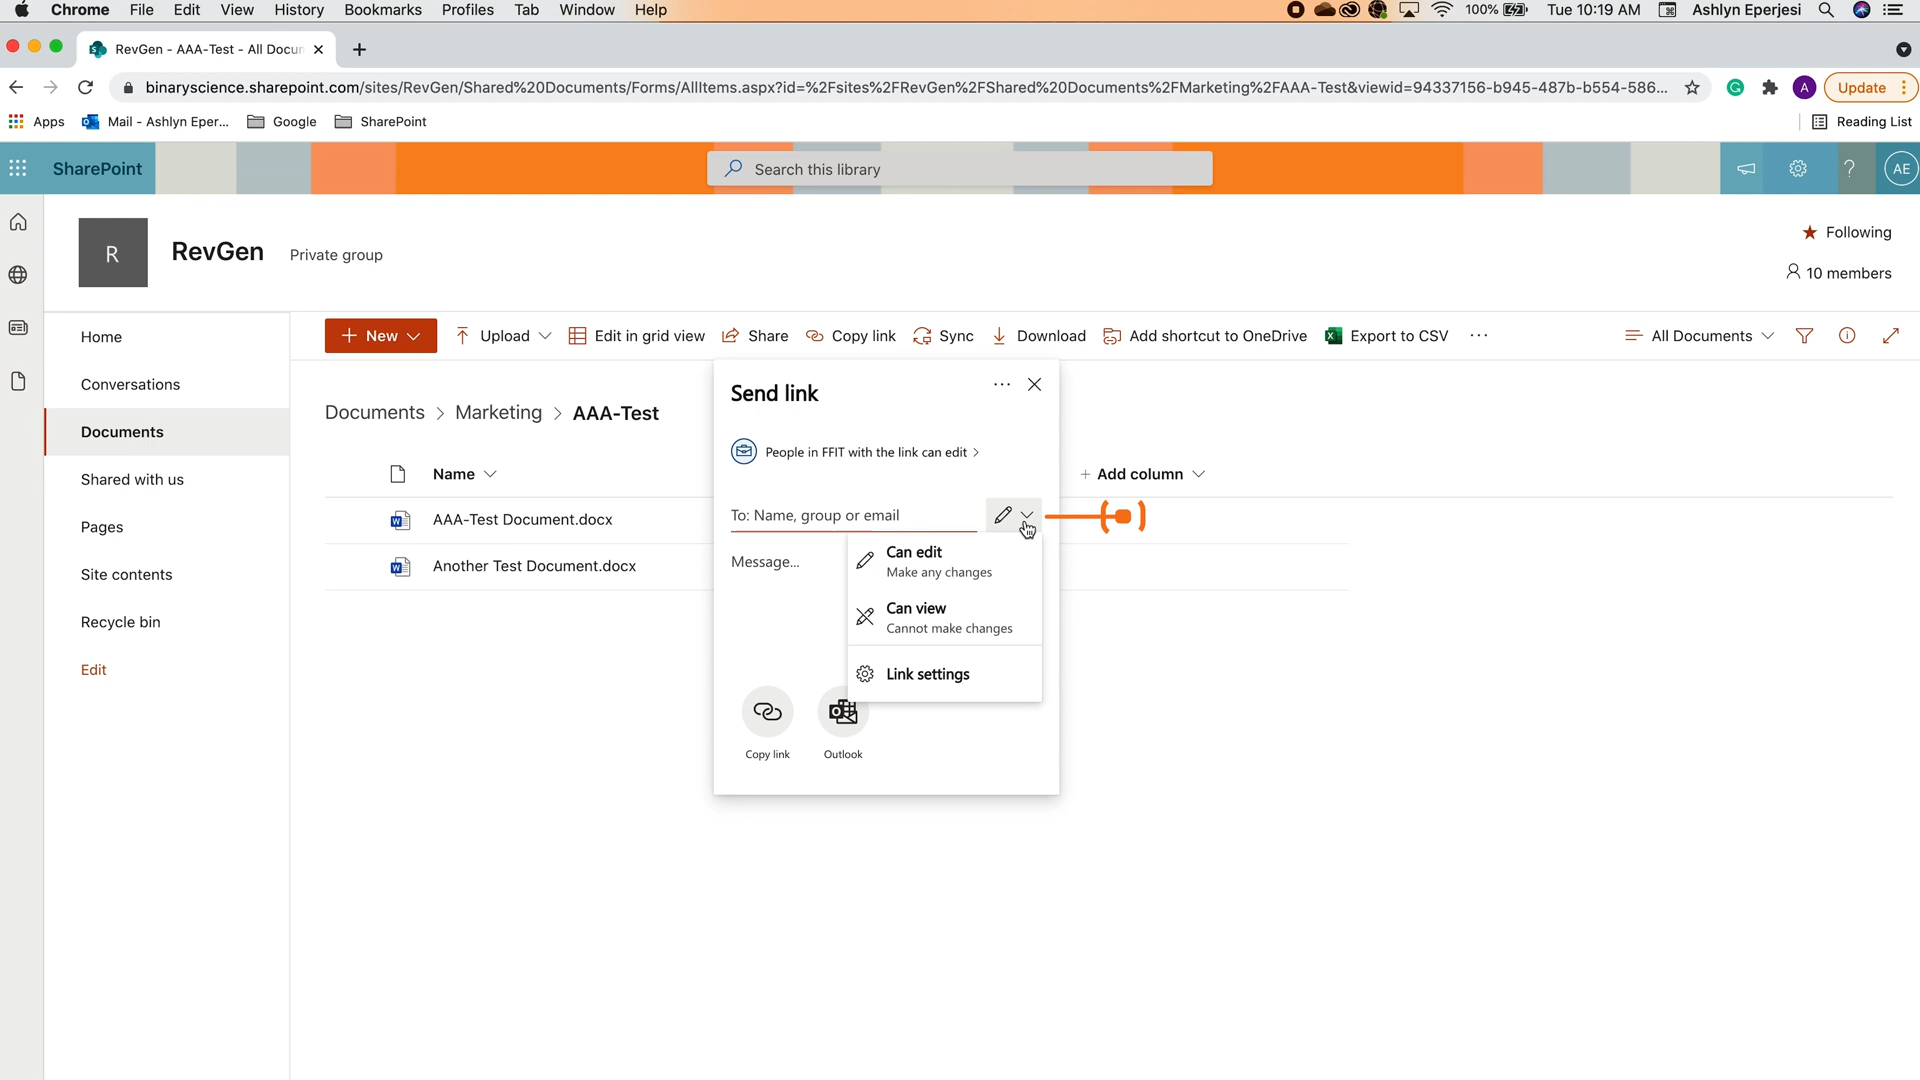 Chrome File Edit View History Bookmarks Profiles Tab Window Help 100% Tue 10:19 AM Ashlyn Eperjesi
RevGen - AAA-Test - All Docun
binaryscience.sharepoint.com/sites/RevGen/Shared%20Documents/Forms/AllItems.aspx?id=%2Fsites%2FRevGen%2FShared%20Documents%2FMarketing%2FAAA-Test&viewid=94337156-b945-487b-b554-586... A Update
Apps Mail - Ashlyn Eper... Google SharePoint Reading List
SharePoint Search this library ? AE
R RevGen Private group
Following
10 members
Home
Conversations
Documents
Shared with us
Pages
Site contents
Recycle bin
Edit
+ New Upload Edit in grid view Share Copy link Sync Download Add shortcut to OneDrive Export to CSV ... All Documents
Documents > Marketing > AAA-Test
Name + Add column
AAA-Test Document.docx
Another Test Document.docx
Send link ...
People in FFIT with the link can edit >
To: Name, group or email
Message...
Can edit
Make any changes
Can view
Cannot make changes
Link settings
Copy link Outlook